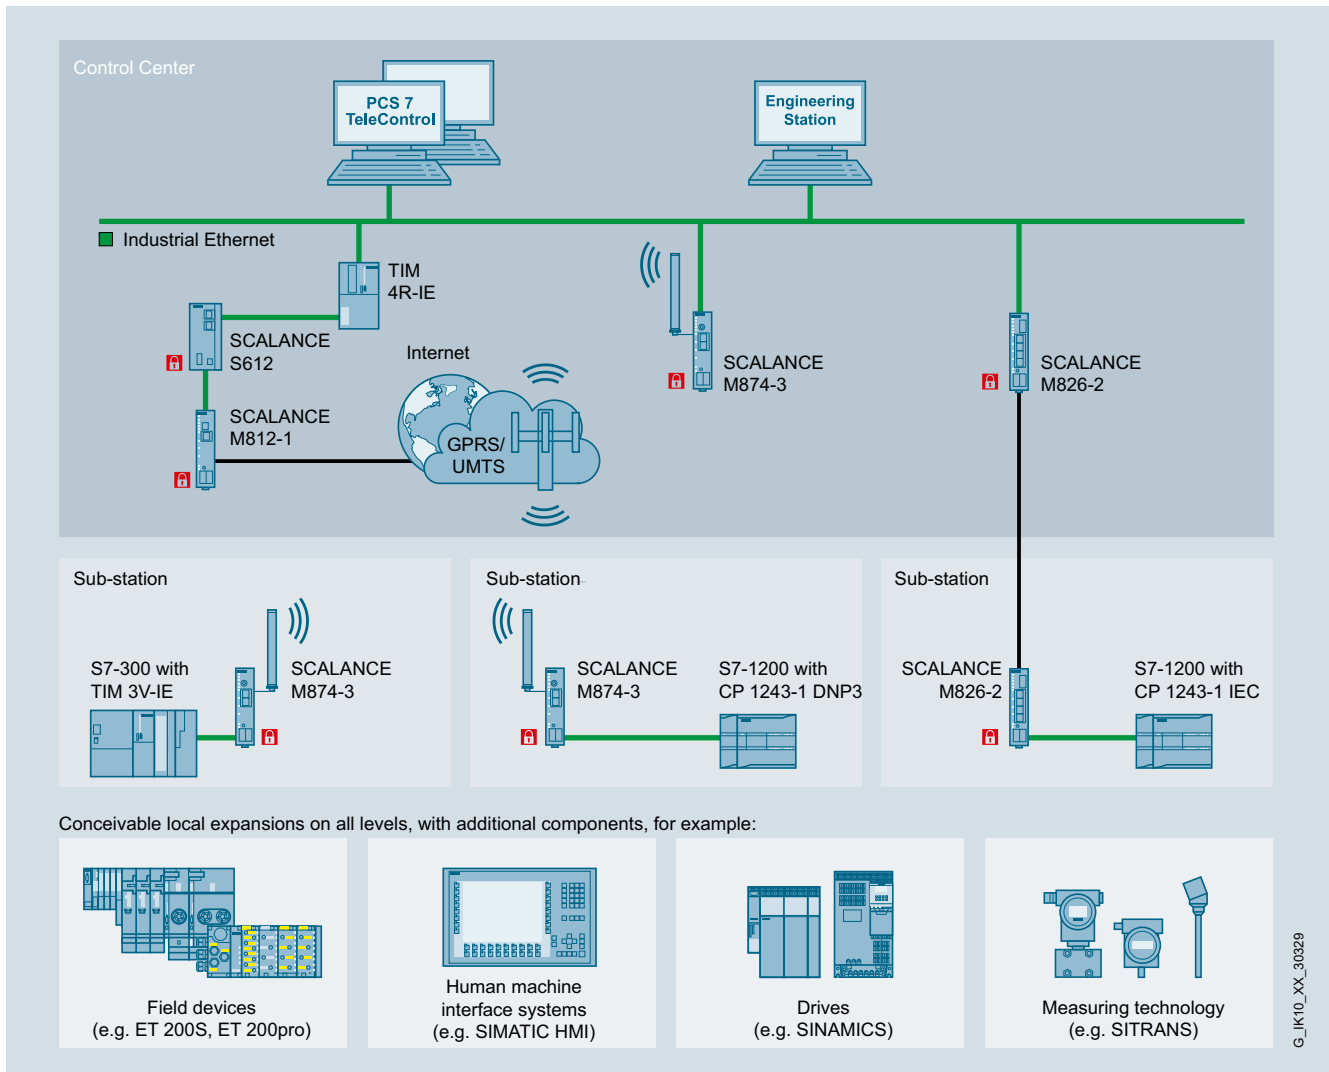 Control Center
PCS 7
TeleControl
Engineering
Station
Industrial Ethernet
TIM
4R-IE
SCALANCE
S612
Internet
SCALANCE
M874-3
SCALANCE
M826-2
SCALANCE
M812-1
GPRS/
UMTS
Sub-station
S7-300 with
TIM 3V-IE
SCALANCE
M874-3
Sub-station
SCALANCE
M874-3
S7-1200 with
CP 1243-1 DNP3
Sub-station
SCALANCE
M826-2
S7-1200 with
CP 1243-1 IEC
Conceivable local expansions on all levels, with additional components, for example:
Field devices
(e.g. ET 200S, ET 200pro)
Human machine
interface systems
(e.g. SIMATIC HMI)
Drives
(e.g. SINAMICS)
Measuring technology
(e.g. SITRANS)
G_IK10_XX_30329